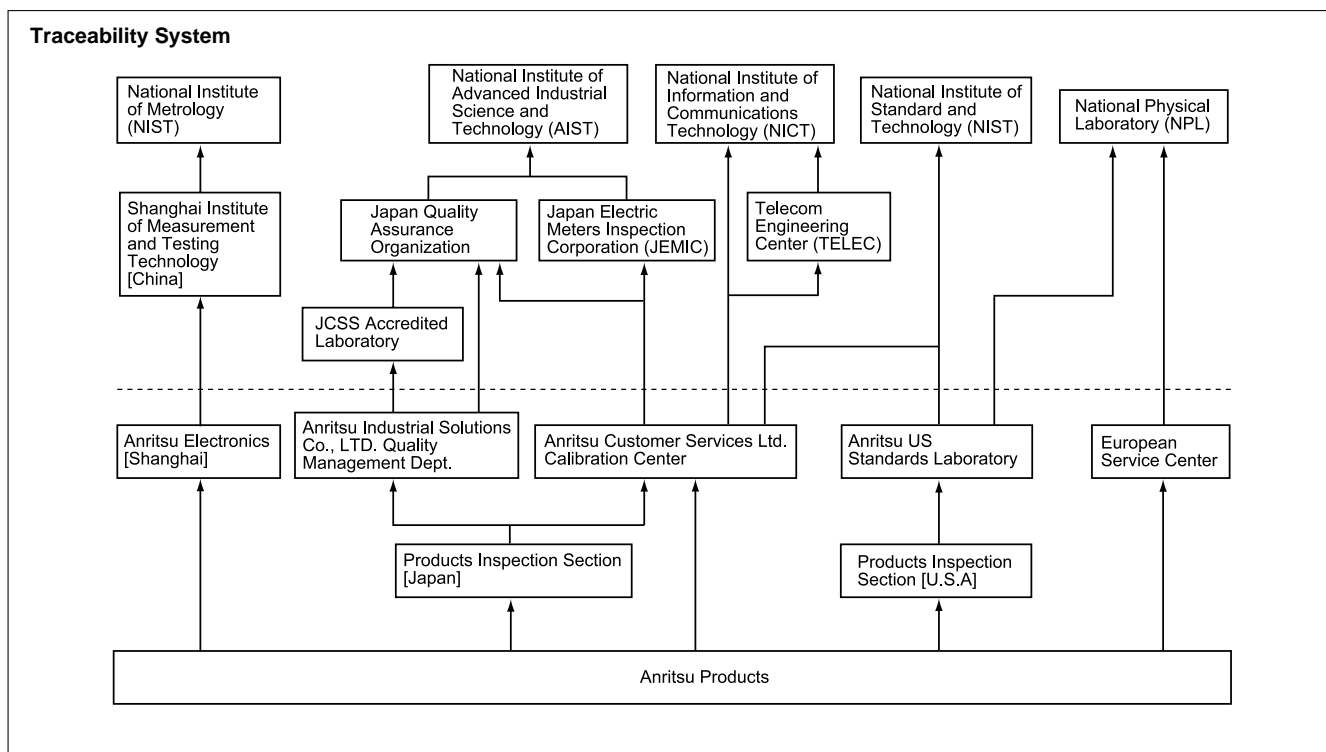 Traceability System
National Institute
of Metrology
(NIST)
National Institute of
Advanced Industrial
Science and
Technology (AIST)
National Institute of
Information and
Communications
Technology (NICT)
National Institute of
Standard and
Technology (NIST)
National Physical
Laboratory (NPL)
Shanghai Institute
of Measurement
and Testing
Technology
[China]
Japan Quality
Assurance
Organization
Japan Electric
Meters Inspection
Corporation (JEMIC)
Telecom
Engineering
Center (TELEC)
JCSS Accredited
Laboratory
Anritsu Electronics
[Shanghai]
Anritsu Industrial Solutions
Co., LTD. Quality
Management Dept.
Anritsu Customer Services Ltd.
Calibration Center
Anritsu US
Standards Laboratory
European
Service Center
Products Inspection Section
[Japan]
Products Inspection
Section [U.S.A]
Anritsu Products